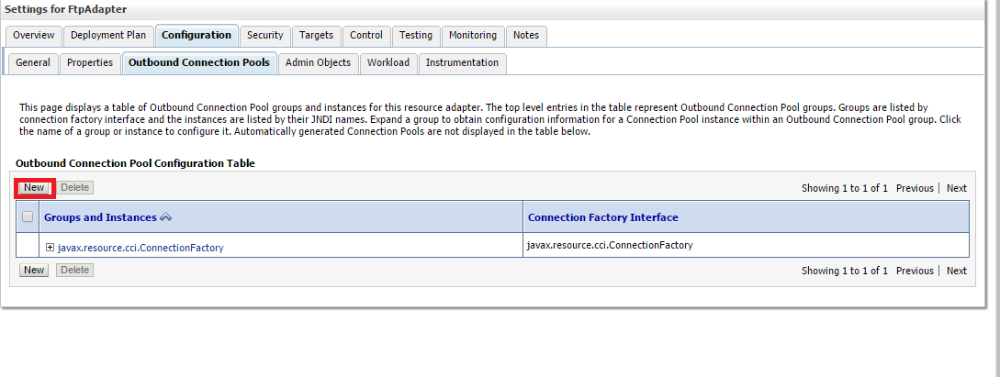 Settings for FtpAdapter
Overview Deployment Plan Configuration Security Targets Control Testing Monitoring Notes
General Properties Outbound Connection Pools Admin Objects Workload Instrumentation
This page displays a table of Outbound Connection Pool groups and instances for this resource adapter. The top level entries in the table represent Outbound Connection Pool groups. Groups are listed by
connection factory interface and the instances are listed by their JNDI names. Expand a group to obtain configuration information for a Connection Pool instance within an Outbound Connection Pool group. Click
the name of a group or instance to configure it. Automatically generated Connection Pools are not displayed in the table below.
Outbound Connection Pool Configuration Table
New Delete Showing 1 to 1 of 1 Previous | Next
Groups and Instances Connection Factory Interface
javax.resource.cci.ConnectionFactory javax.resource.cci.ConnectionFactory
New Delete Showing 1 to 1 of 1 Previous | Next